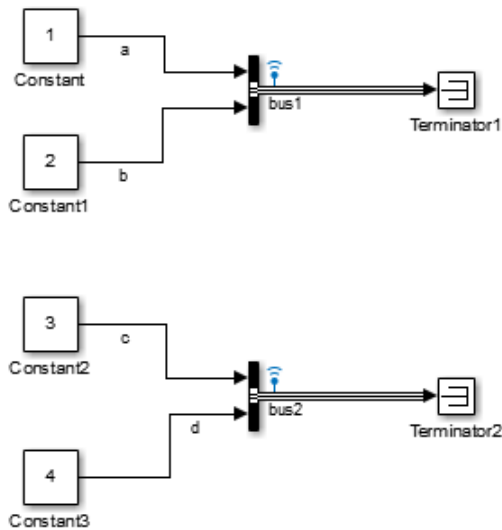 1
a
Constant
bus1
Terminator1
2
b
Constant1
3
c
Constant2
bus2
Terminator2
d
4
Constant3